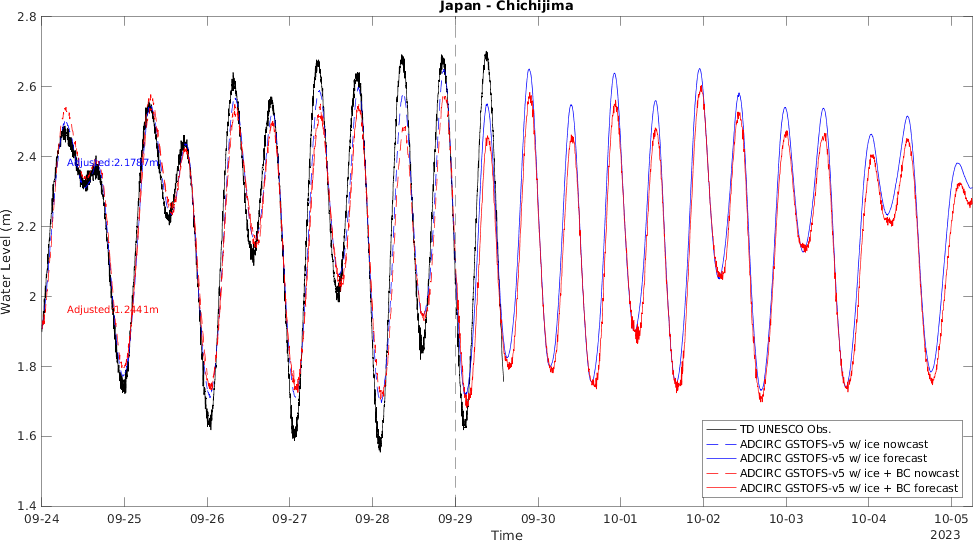 Japan - Chichijima
2.8
2.6
2.4
2.2
2
1.8
1.6
1.4
Water Level (m)
Adjusted:2.1787m
Adjusted:1.2441m
TD UNESCO Obs.
ADCIRC GSTOFS-v5 w/ ice nowcast
ADCIRC GSTOFS-v5 w/ ice forecast
ADCIRC GSTOFS-v5 w/ ice + BC nowcast
ADCIRC GSTOFS-v5 w/ ice + BC forecast
09-24 09-25 09-26 09-27 09-28 09-29 09-30 10-01 10-02 10-03 10-04 10-05
Time
2023